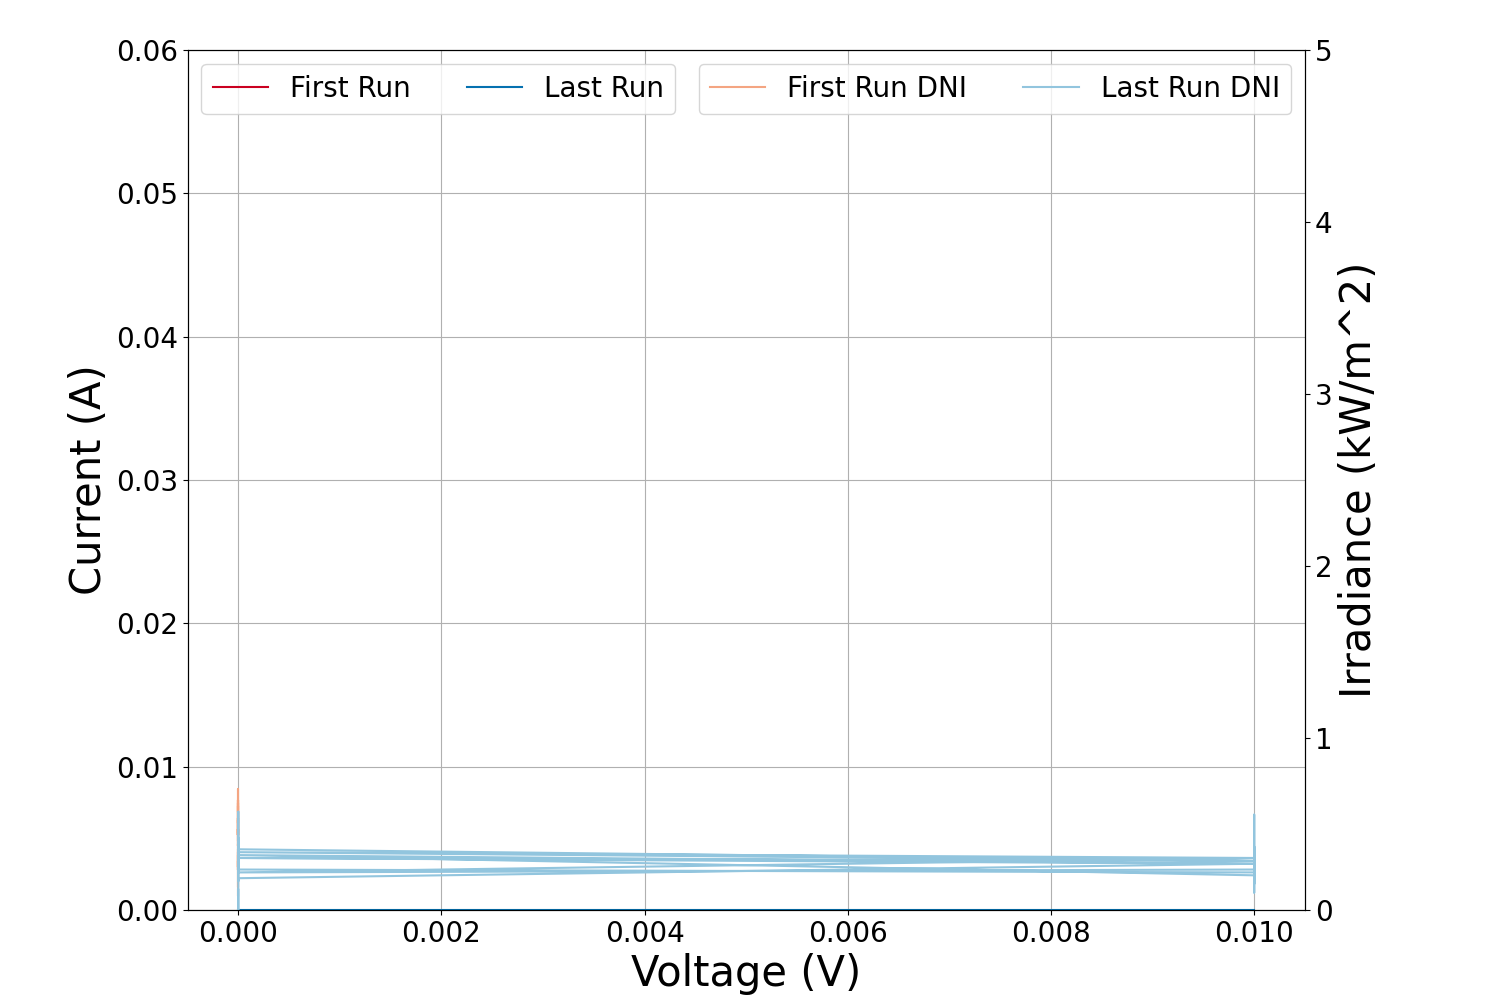 First Run
Last Run
First Run DNI
Last Run DNI
0.06
0.05
0.04
0.03
0.02
0.01
0.00
Current (A)
5
4
3
2
1
0
Irradiance (kW/m^2)
0.000
0.002
0.004
0.006
0.008
0.010
Voltage (V)